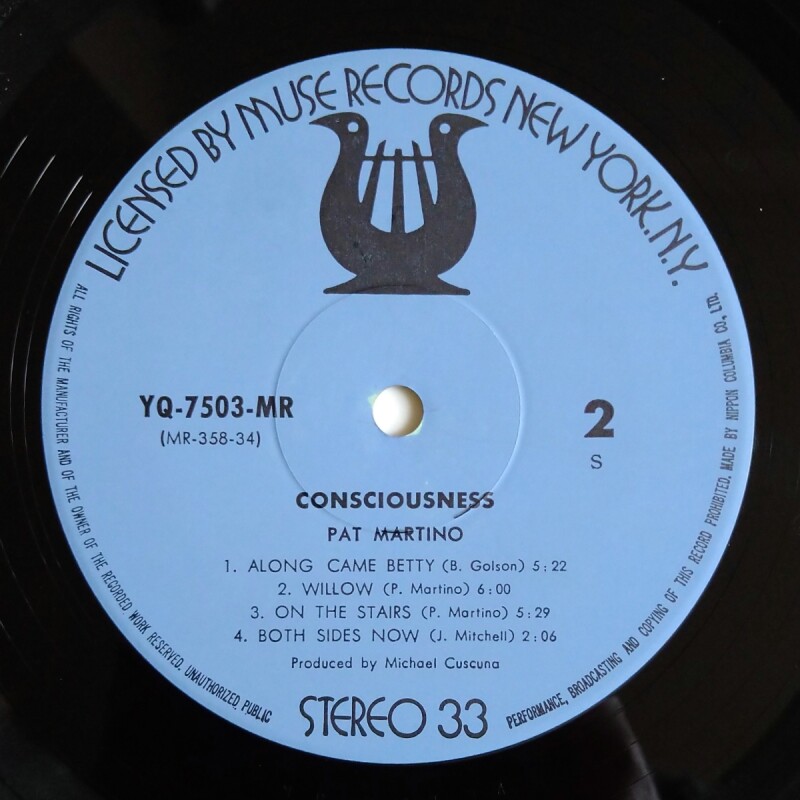 LICENSED BY MUSE RECORDS NEW YORK.N.Y.
YQ-7503-MR
(MR-358-34)
2
S
CONSCIOUSNESS
PAT MARTINO
1. ALONG CAME BETTY (B. Golson) 5:22
2. WILLOW (P. Martino) 6:00
3. ON THE STAIRS (P. Martino) 5:29
4. BOTH SIDES NOW (J. Mitchell) 2:06
Produced by Michael Cuscuna
STEREO 33
ALL RIGHTS OF THE MANUFACTURER AND OF THE OWNER OF THE RECORDED WORK RESERVED. UNAUTHORIZED, PUBLIC PERFORMANCE, BROADCASTING AND COPYING OF THIS RECORD PROHIBITED. MADE BY NIPPON COLUMBIA CO., LTD.